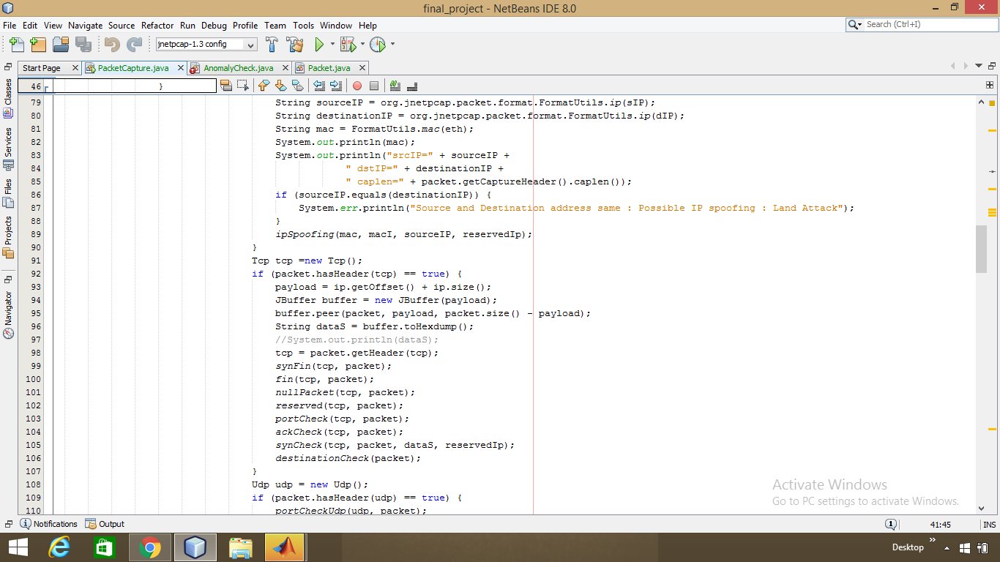 final_project - NetBeans IDE 8.0
File Edit View Navigate Source Refactor Run Debug Profile Team Tools Window Help
Search (Ctrl+I)
jnetpcap-1.3 config
Start Page PacketCapture.java AnomalyCheck.java Packet.java
46 }
79 String sourceIP = org.jnetpcap.packet.format.FormatUtils.ip(sIP);
80 String destinationIP = org.jnetpcap.packet.format.FormatUtils.ip(dIP);
81 String mac = FormatUtils.mac(eth);
82 System.out.println(mac);
83 System.out.println("srcIP=" + sourceIP +
84 " dstIP=" + destinationIP +
85 " caplen=" + packet.getCaptureHeader().caplen());
86 if (sourceIP.equals(destinationIP)) {
87 System.err.println("Source and Destination address same : Possible IP spoofing : Land Attack");
88 }
89 ipSpoofing(mac, macI, sourceIP, reservedIp);
90 }
91 Tcp tcp =new Tcp();
92 if (packet.hasHeader(tcp) == true) {
93 payload = ip.getOffset() + ip.size();
94 JBuffer buffer = new JBuffer(payload);
95 buffer.peer(packet, payload, packet.size() - payload);
96 String dataS = buffer.toHexdump();
97 //System.out.println(dataS);
98 tcp = packet.getHeader(tcp);
99 synFin(tcp, packet);
100 fin(tcp, packet);
101 nullPacket(tcp, packet);
102 reserved(tcp, packet);
103 portCheck(tcp, packet);
104 ackCheck(tcp, packet);
105 synCheck(tcp, packet, dataS, reservedIp);
106 destinationCheck(packet);
107 }
108 Udp udp = new Udp();
109 if (packet.hasHeader(udp) == true) {
110 portCheckUdp(udp, packet);
Classes
Services
Files
Projects
Navigator
Activate Windows
Go to PC settings to activate Windows.
Notifications Output 1 41:45 INS
Desktop